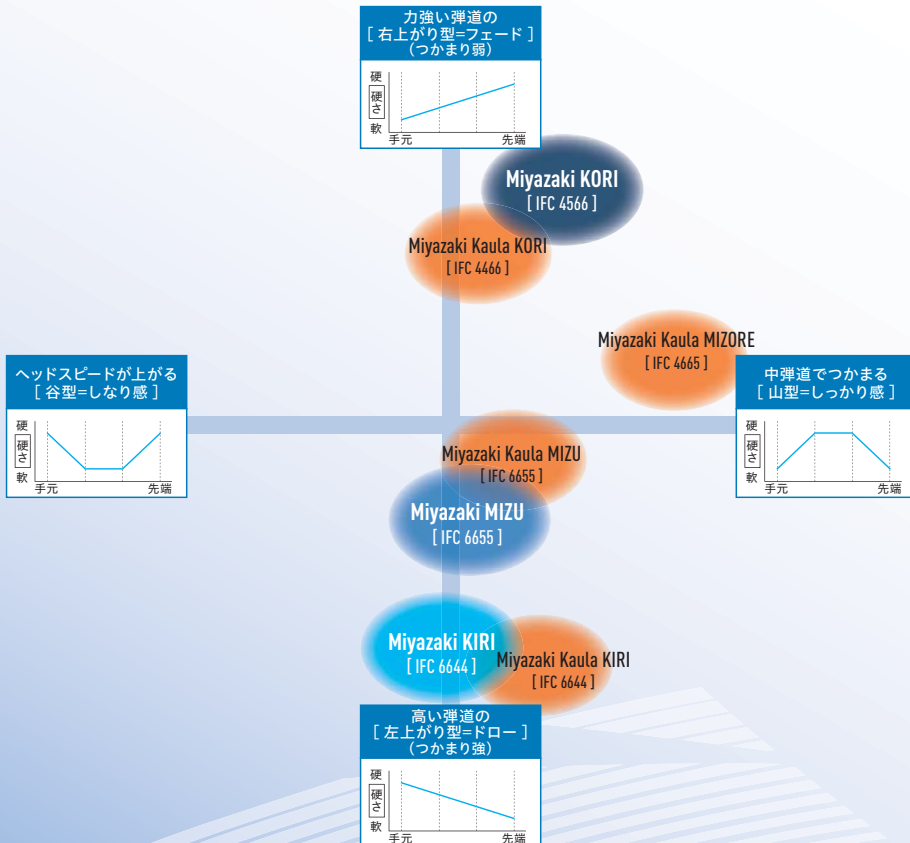 力強い弾道の
[ 右上がり型=フェード ]
(つかまり弱)
硬
硬さ
軟
手元
先端
Miyazaki KORI
[ IFC 4566 ]
Miyazaki Kaula KORI
[ IFC 4466 ]
Miyazaki Kaula MIZORE
[ IFC 4665 ]
ヘッドスピードが上がる
[ 谷型=しなり感 ]
硬
硬さ
軟
手元
先端
中弾道でつかまる
[ 山型=しっかり感 ]
硬
硬さ
軟
手元
先端
Miyazaki Kaula MIZU
[ IFC 6655 ]
Miyazaki MIZU
[ IFC 6655 ]
Miyazaki KIRI
[ IFC 6644 ]
Miyazaki Kaula KIRI
[ IFC 6644 ]
高い弾道の
[ 左上がり型=ドロー ]
(つかまり強)
硬
硬さ
軟
手元
先端